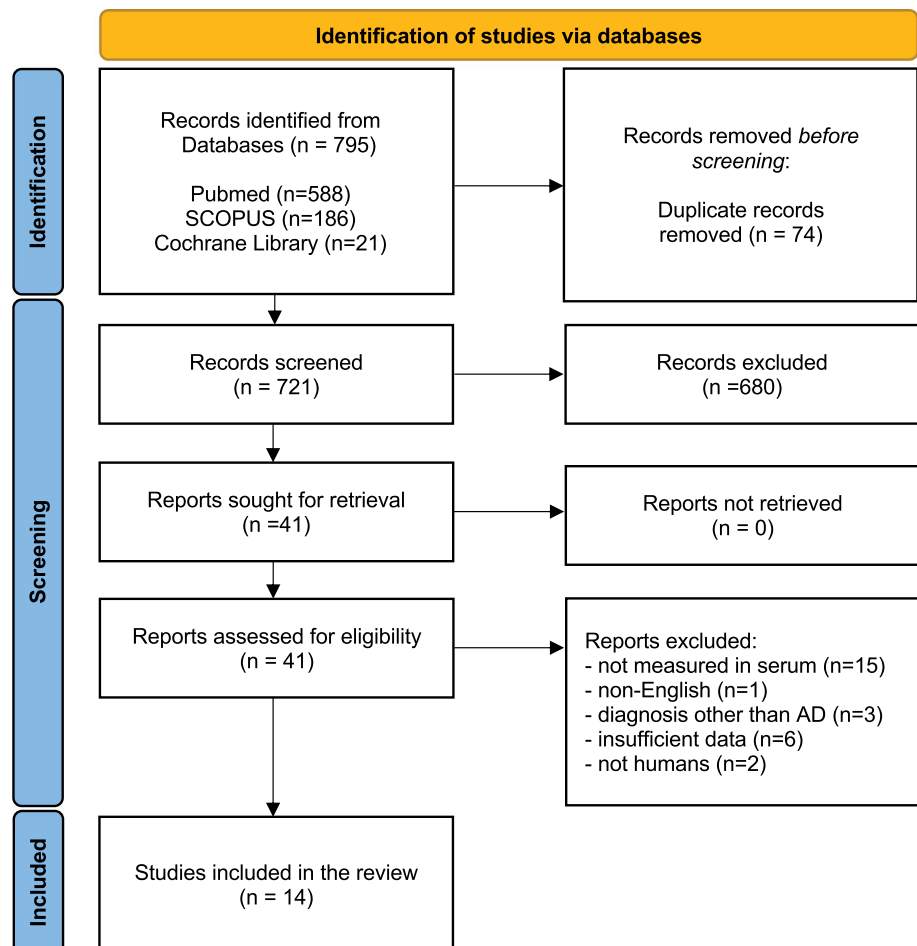 Identification of studies via databases
Identification
Records identified from
Databases (n = 795)
Pubmed (n=588)
SCOPUS (n=186)
Cochrane Library (n=21)
Records removed before
screening:
Duplicate records
removed (n = 74)
Screening
Records screened
(n = 721)
Records excluded
(n =680)
Reports sought for retrieval
(n =41)
Reports not retrieved
(n = 0)
Reports assessed for eligibility
(n = 41)
Reports excluded:
- not measured in serum (n=15)
- non-English (n=1)
- diagnosis other than AD (n=3)
- insufficient data (n=6)
- not humans (n=2)
Included
Studies included in the review
(n = 14)